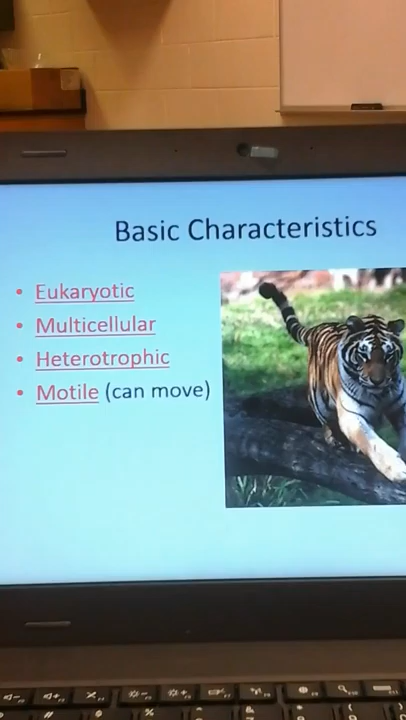 Basic Characteristics
• Eukaryotic
• Multicellular
• Heterotrophic
• Motile (can move)